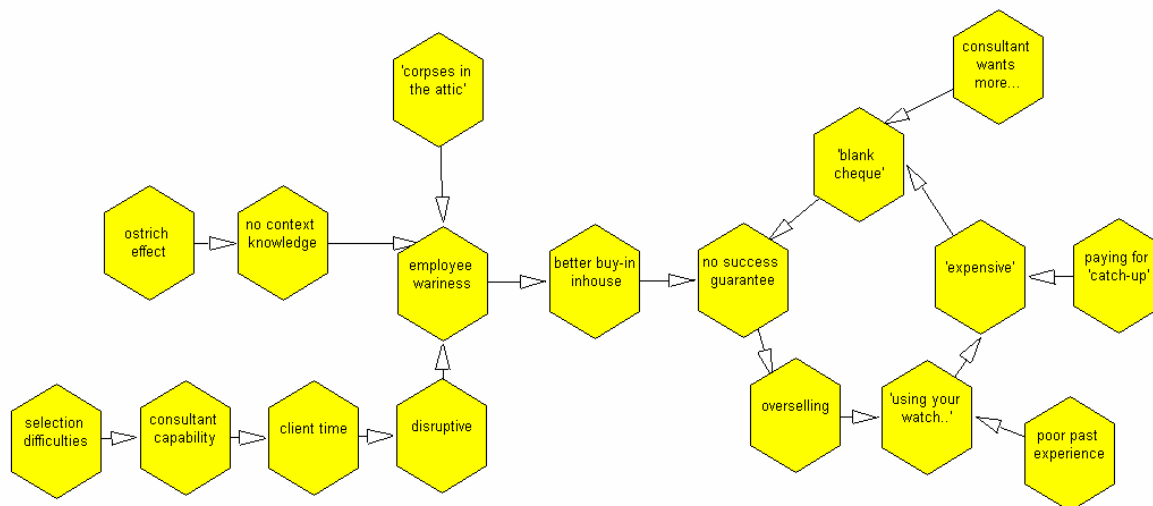 'corpses in
the attic'
consultant
wants
more...
'blank
cheque'
ostrich
effect
no context
knowledge
employee
wariness
better buy-in
inhouse
no success
guarantee
'expensive'
paying for
'catch-up'
selection
difficulties
consultant
capability
client time
disruptive
overselling
'using your
watch..'
poor past
experience